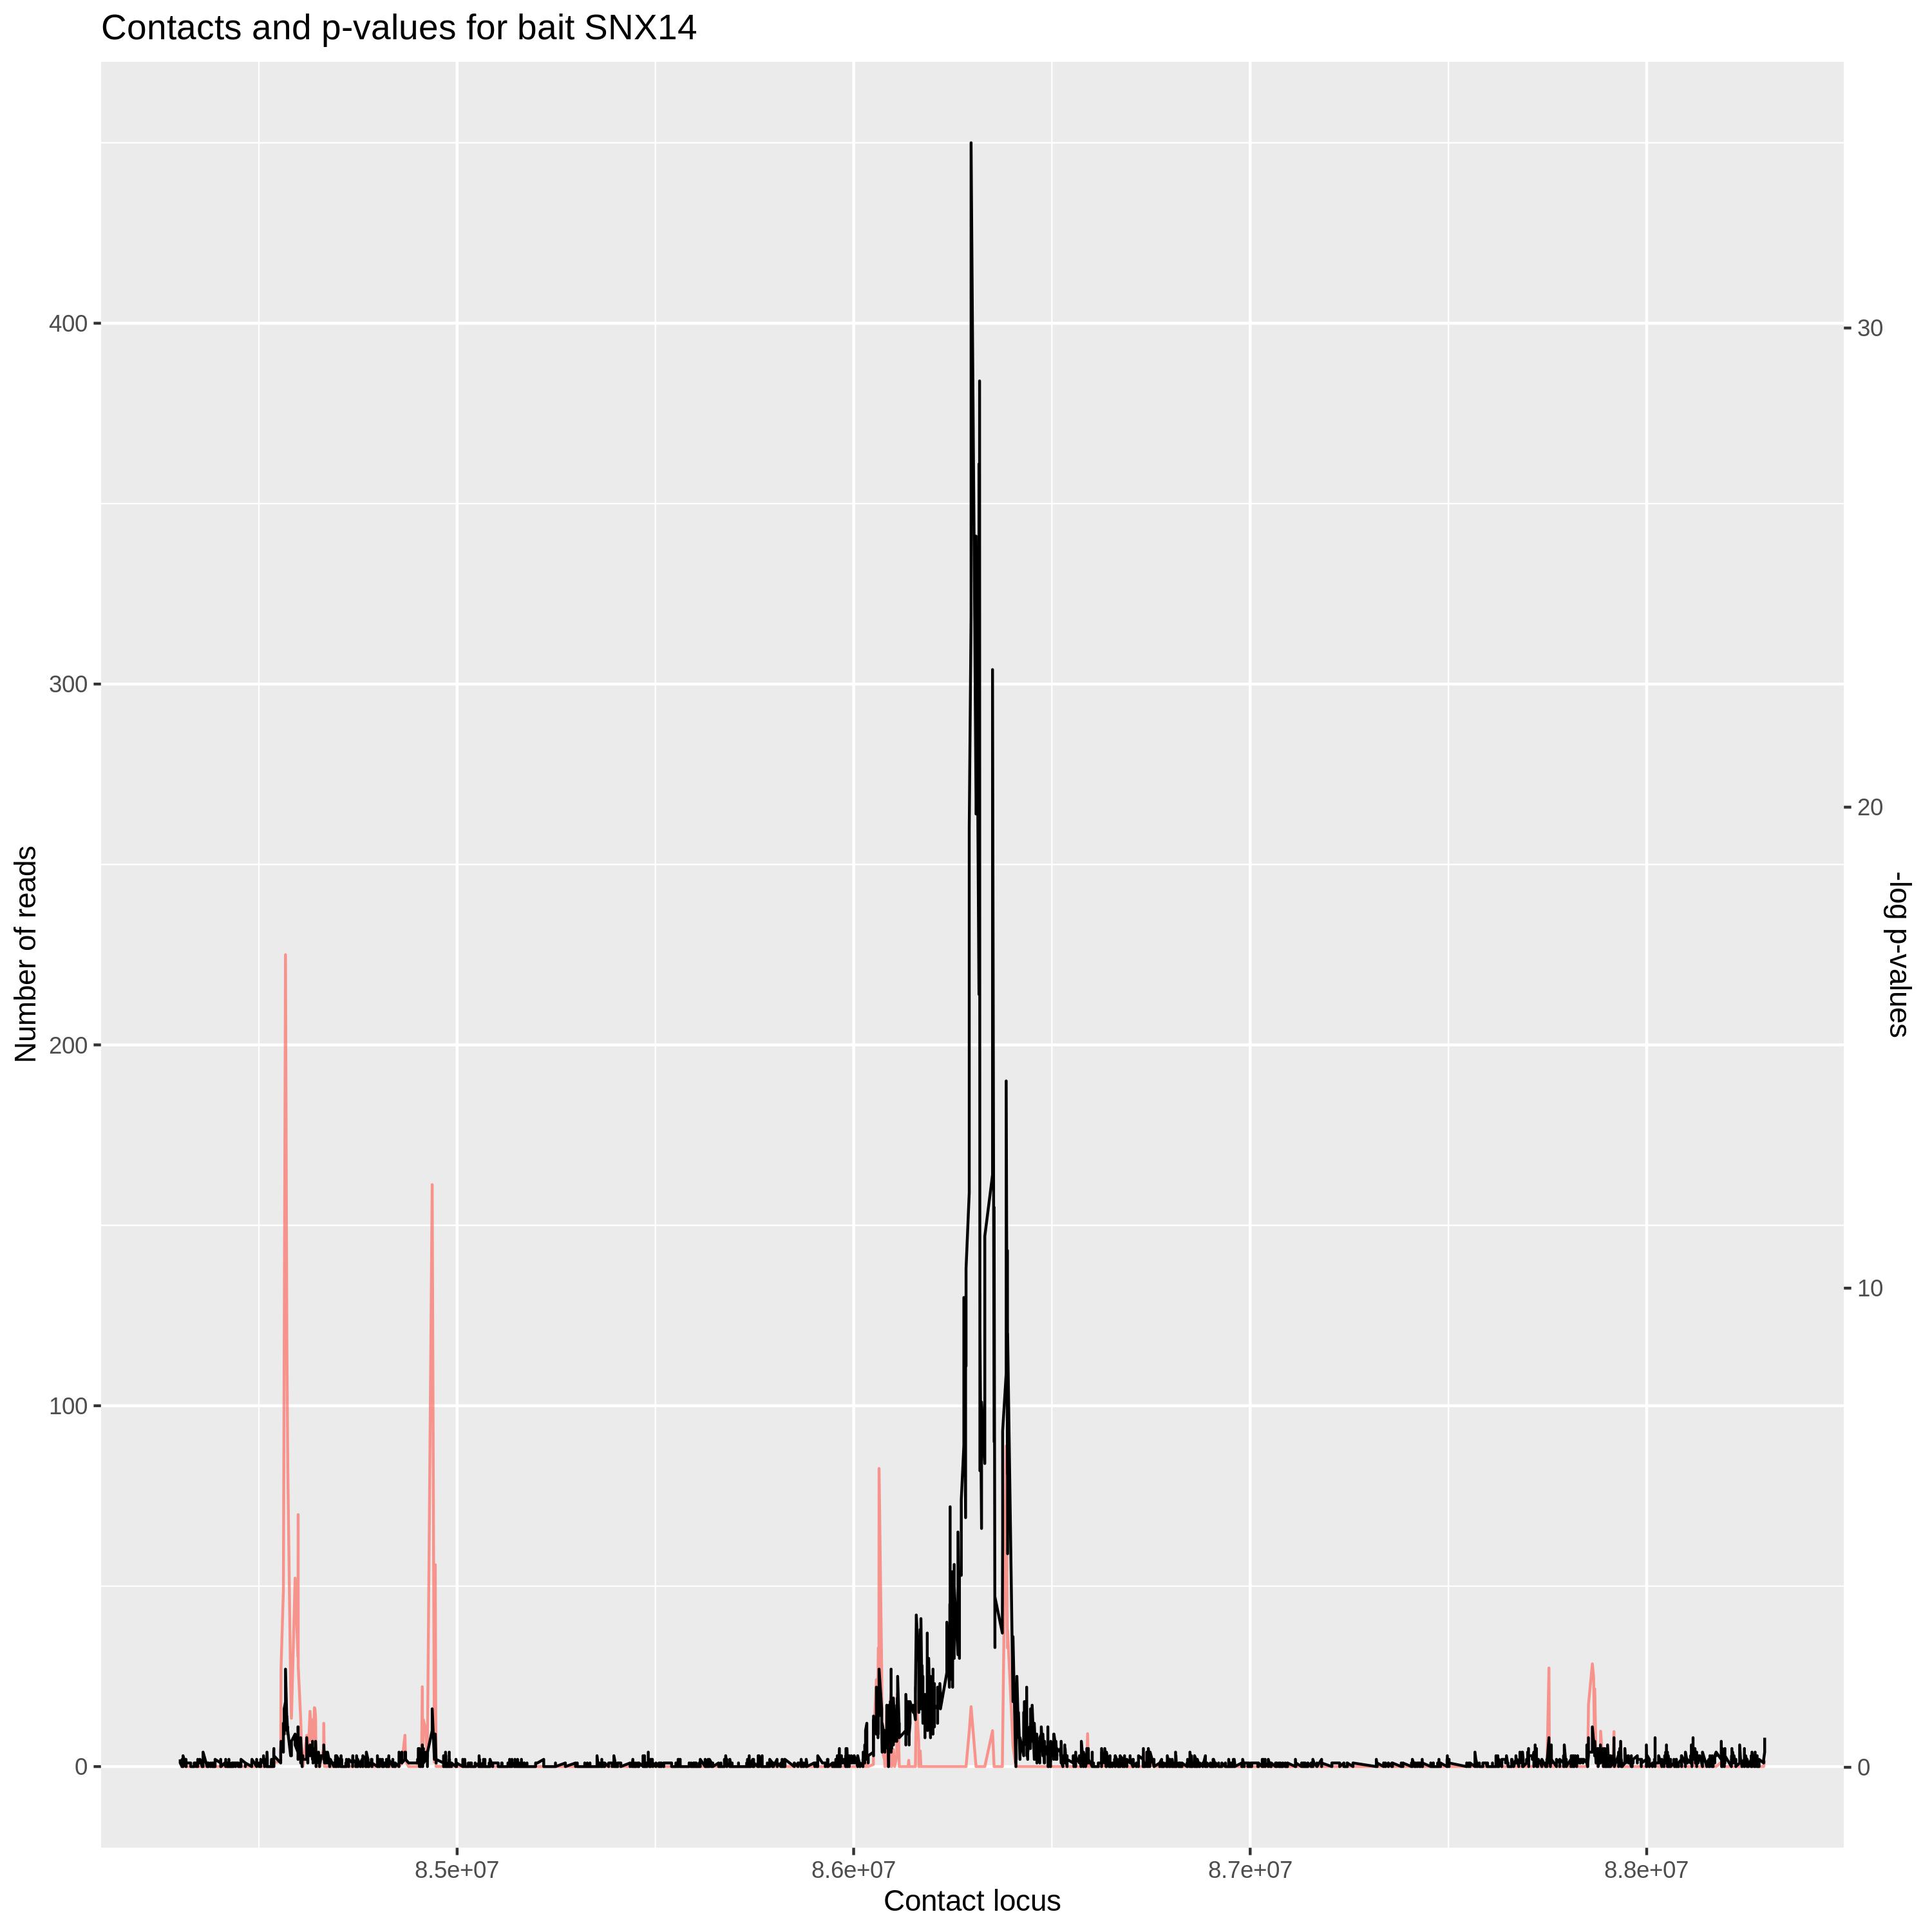 Contacts and p-values for bait SNX14
Number of reads
400
300
200
100
0
30
20
10
0
-log p-values
8.5e+07 8.6e+07 8.7e+07 8.8e+07
Contact locus